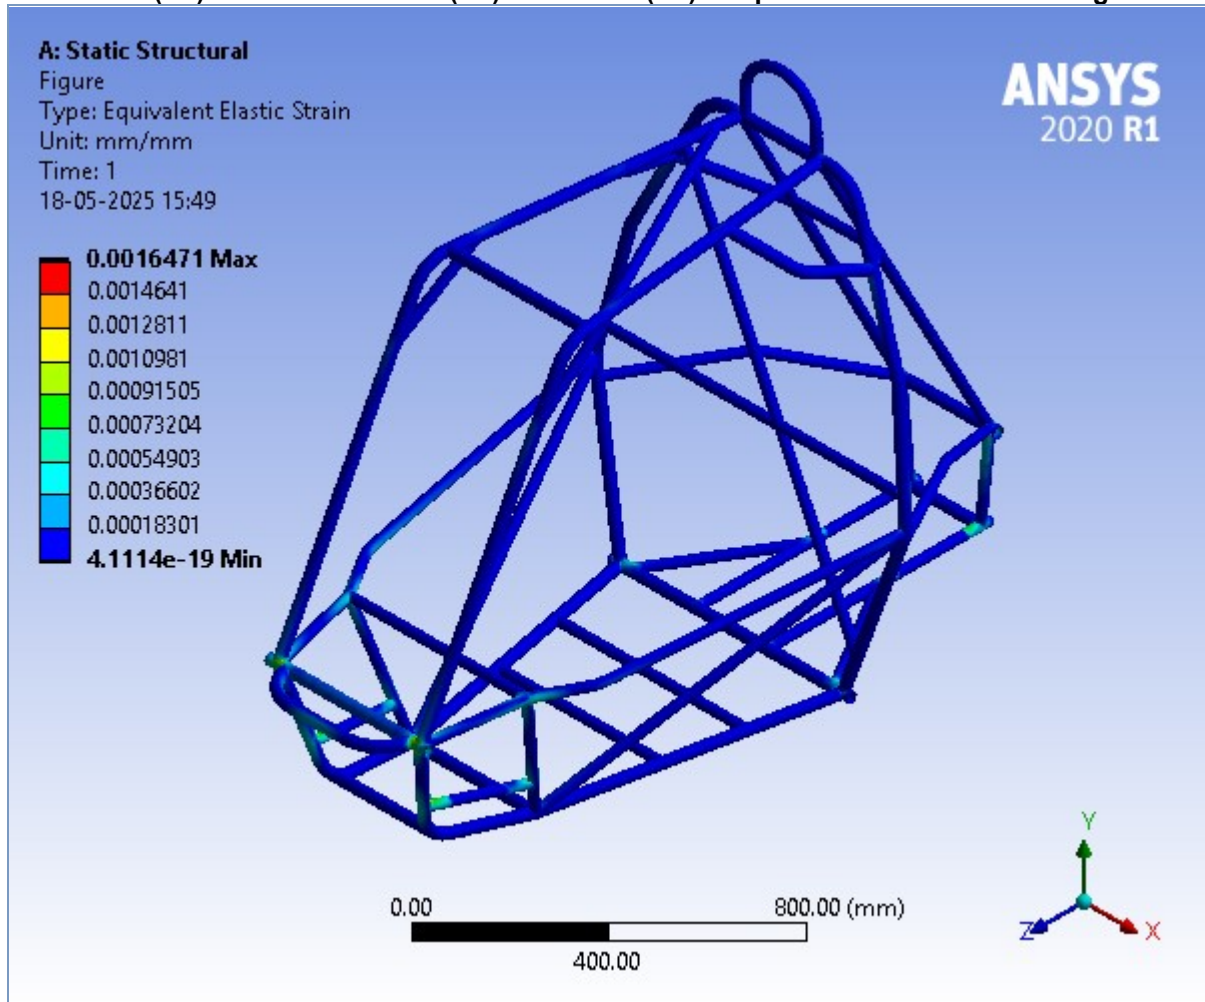 A: Static Structural
Figure
Type: Equivalent Elastic Strain
Unit: mm/mm
Time: 1
18-05-2025 15:49
ANSYS
2020 R1
0.0016471 Max
0.0014641
0.0012811
0.0010981
0.00091505
0.00073204
0.00054903
0.00036602
0.00018301
4.1114e-19 Min
0.00
800.00 (mm)
400.00
Y
Z
X